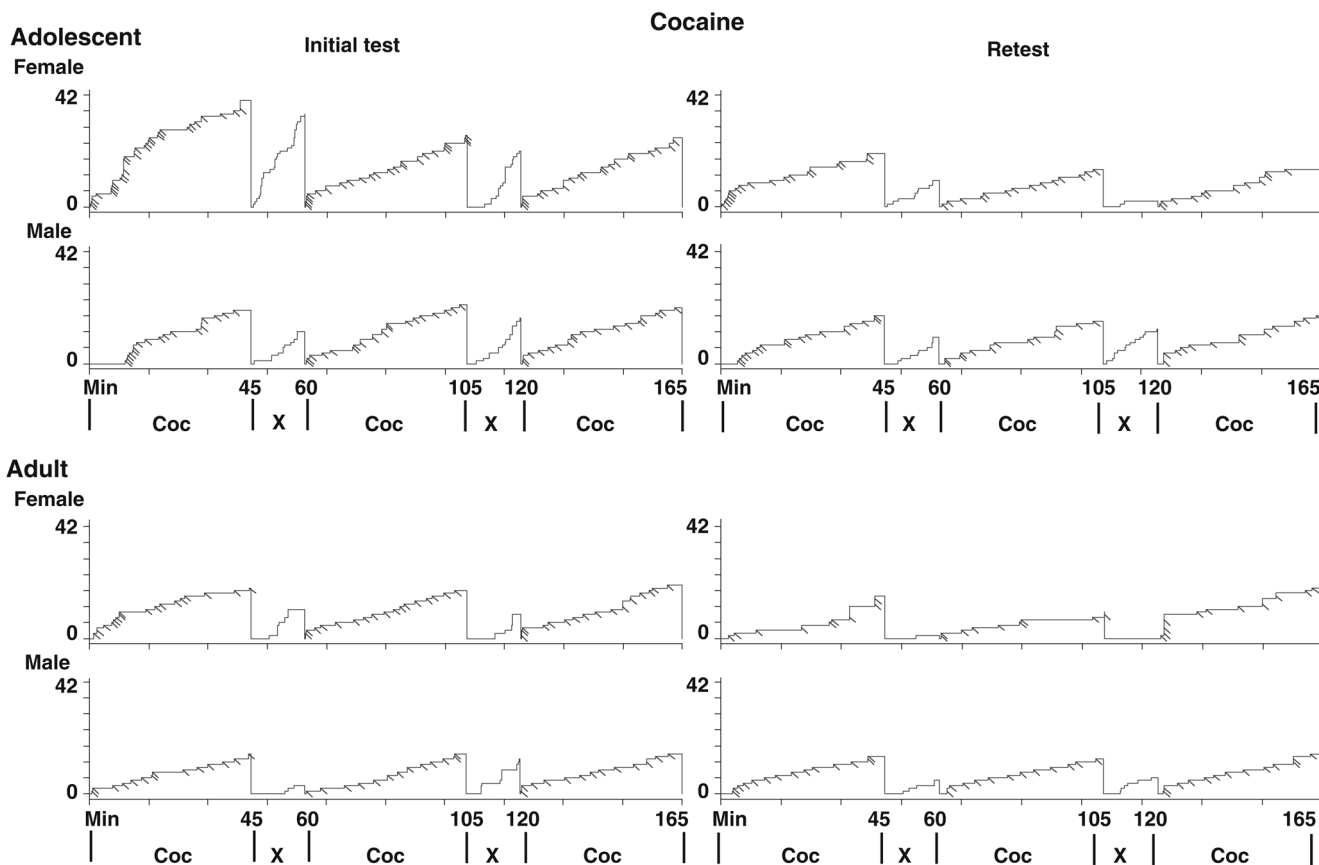 Cocaine
Adolescent
Initial test
Retest
Female
42
0
42
0
Male
42
0
42
0
Min 45 60 105 120 165
Min 45 60 105 120 165
Coc X Coc X Coc
Coc X Coc X Coc
Adult
Female
42
0
42
0
Male
42
0
42
0
Min 45 60 105 120 165
Min 45 60 105 120 165
Coc X Coc X Coc
Coc X Coc X Coc